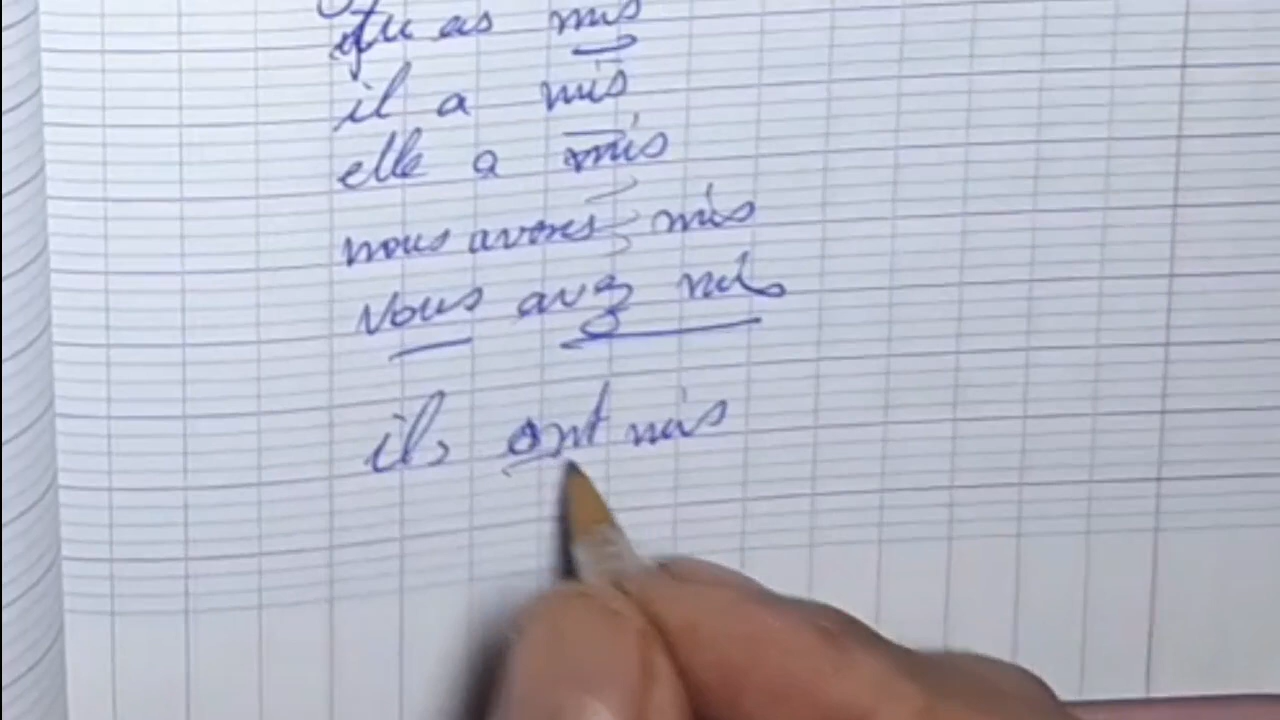 tu as mis
il a mis
elle a mis
nous avons mis
vous avez mis
ils ont mis